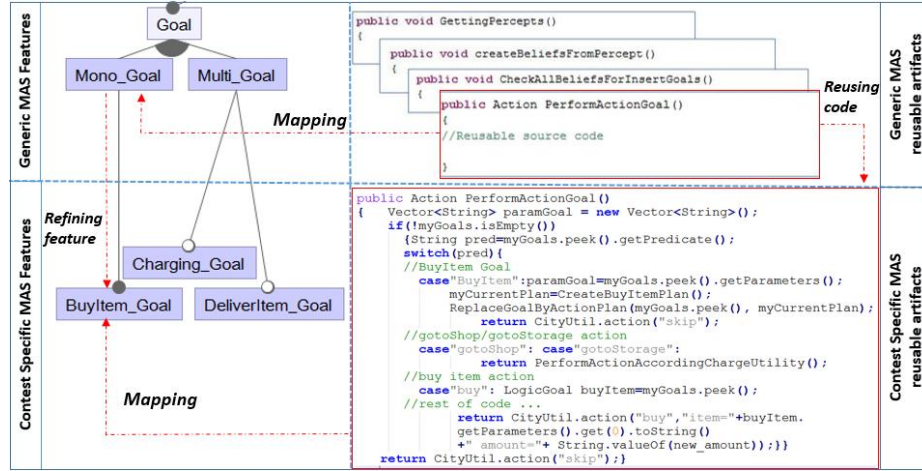 Generic MAS Features
Goal
Mono_Goal
Multi_Goal
Mapping
public void GettingPercepts()
{
public void createBeliefsFromPercept()
{
public void CheckAllBeliefsForInsertGoals()
{
public Action PerformActionGoal()
{
//Reusable source code
}
Reusing
code
Generic MAS
reusable artifacts
Contest Specific MAS Features
Refining
feature
Charging_Goal
BuyItem_Goal
DeliverItem_Goal
Mapping
public Action PerformActionGoal()
{ Vector<String> paramGoal = new Vector<String>();
if(!myGoals.isEmpty())
{String pred=myGoals.peek().getPredicate();
switch(pred){
//BuyItem Goal
case"BuyItem":paramGoal=myGoals.peek().getParameters();
myCurrentPlan=CreateBuyItemPlan();
ReplaceGoalByActionPlan(myGoals.peek(), myCurrentPlan);
return CityUtil.action("skip");
//gotoShop/gotoStorage action
case"gotoShop": case"gotoStorage":
return PerformActionAccordingChargeUtility();
//buy item action
case"buy": LogicGoal buyItem=myGoals.peek();
//rest of code ...
return CityUtil.action("buy","item="+buyItem.
getParameters().get(0).toString()
+" amount="+ String.valueOf(new_amount));}}
return CityUtil.action("skip");}
Contest Specific MAS
reusable artifacts